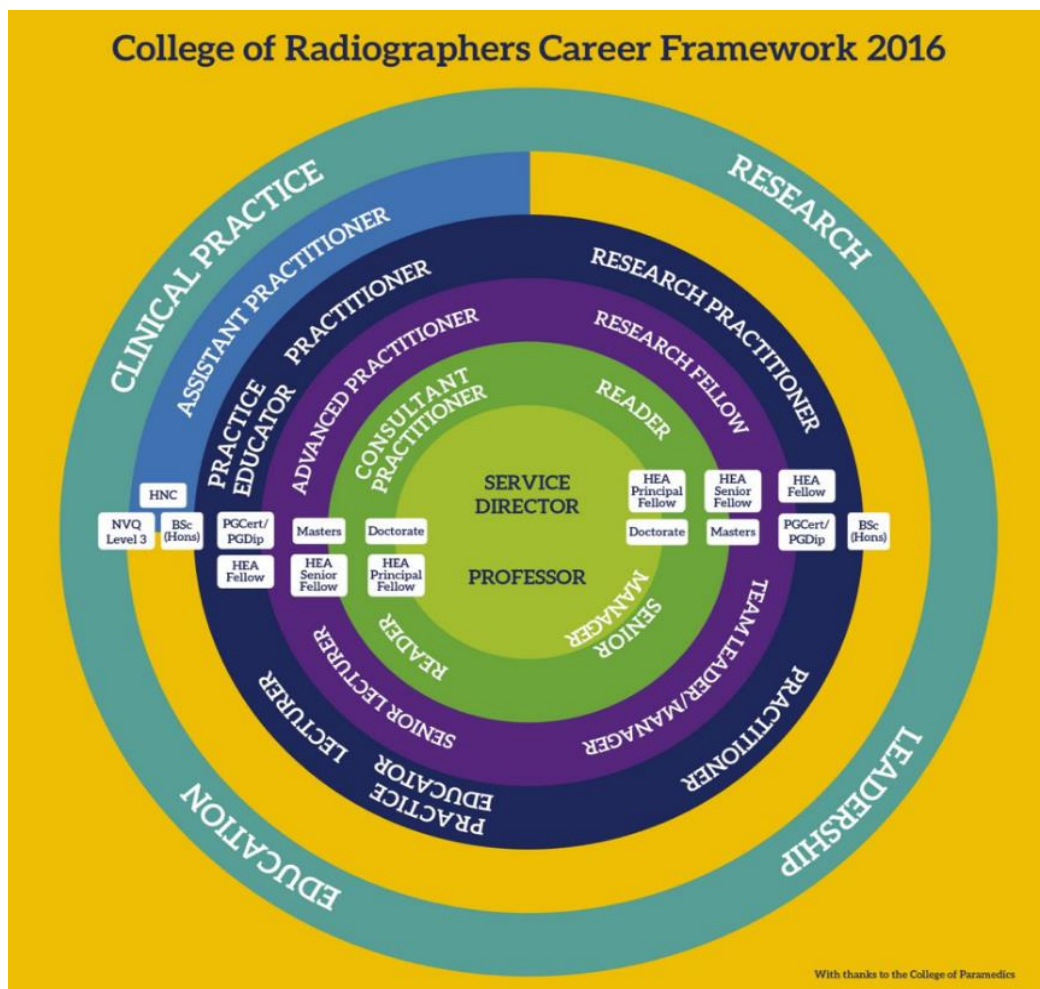 College of Radiographers Career Framework 2016
CLINICAL PRACTICE
RESEARCH
ASSISTANT PRACTITIONER
PRACTITIONER
RESEARCH PRACTITIONER
PRACTICE
EDUCATOR
ADVANCED PRACTITIONER
RESEARCH FELLOW
CONSULTANT
PRACTITIONER
READER
SERVICE
DIRECTOR
PROFESSOR
HNC
NVQ
Level 3
BSc
(Hons)
PGCert/
PGDip
Masters
Doctorate
HEA
Fellow
HEA
Senior
Fellow
HEA
Principal
Fellow
HEA
Principal
Fellow
HEA
Senior
Fellow
HEA
Fellow
Doctorate
Masters
PGCert/
PGDip
BSc
(Hons)
READER
SENIOR
MANAGER
SENIOR LECTURER
TEAM LEADER/MANAGER
LECTURER
PRACTICE
EDUCATOR
PRACTITIONER
EDUCATION
LEADERSHIP
With thanks to the College of Paramedics